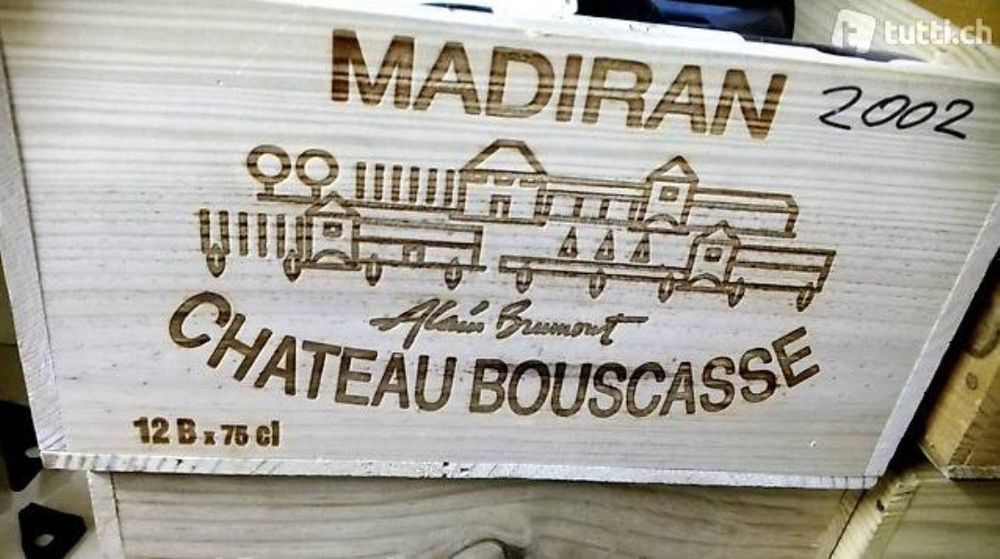 tutti.ch
MADIRAN
2002
Alain Brumont
CHATEAU BOUSCASSE
12 B x 75 cl